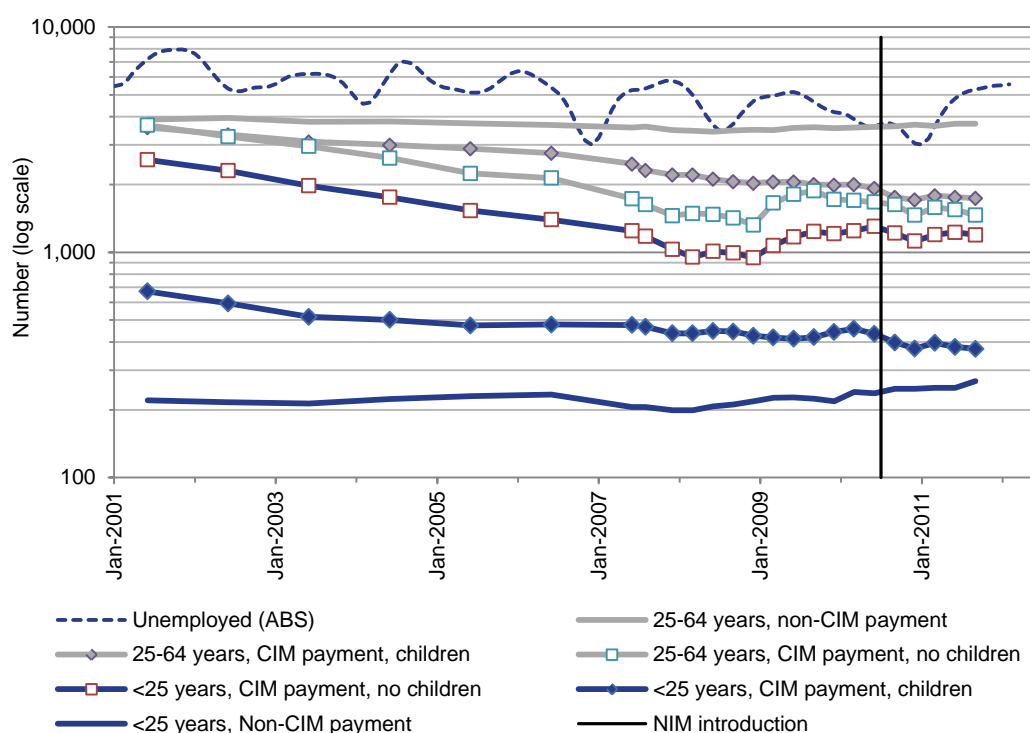 10,000
1,000
100
Number (log scale)
Jan-2001
Jan-2003
Jan-2005
Jan-2007
Jan-2009
Jan-2011
Unemployed (ABS)
25-64 years, non-CIM payment
25-64 years, CIM payment, children
25-64 years, CIM payment, no children
<25 years, CIM payment, no children
<25 years, CIM payment, children
<25 years, Non-CIM payment
NIM introduction